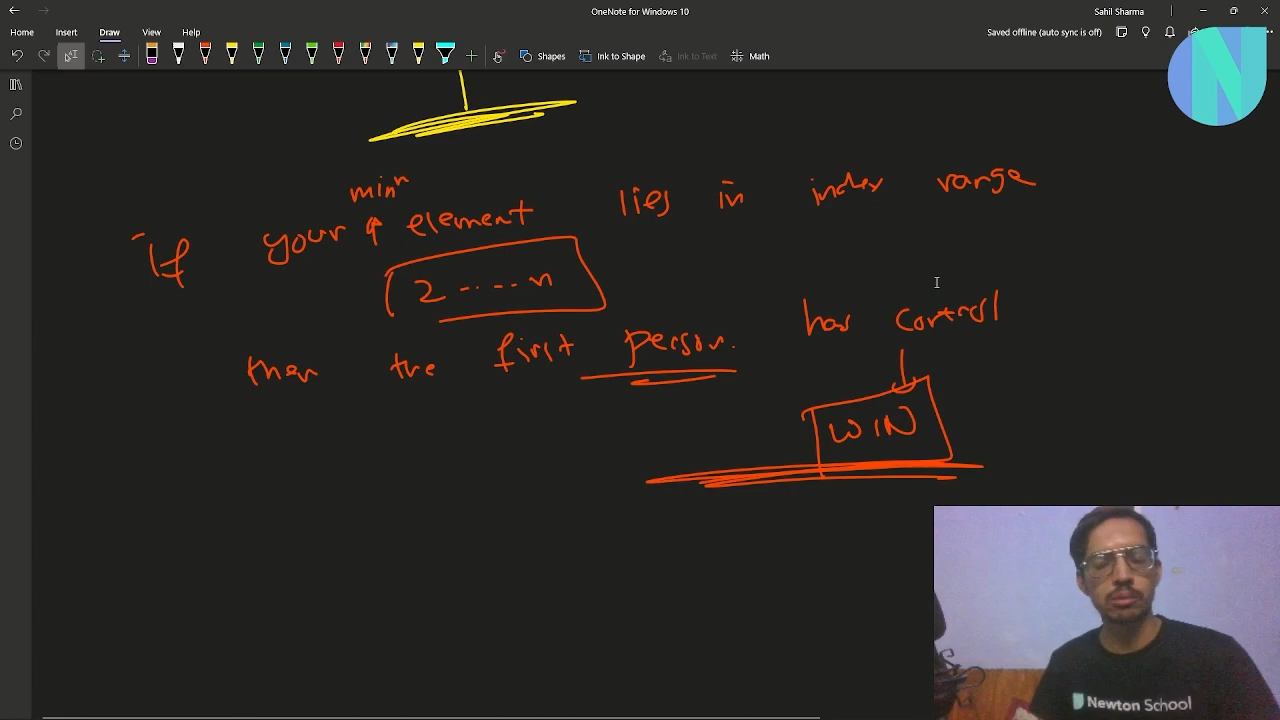 OneNote for Windows 10
Sahil Sharma
Home Insert Draw View Help
Saved offline (auto sync is off)
Shapes Ink to Shape Ink to Text Math
min^n
If your element lies in index range
2 ..... n
then the first person. has control
WIN
Newton School